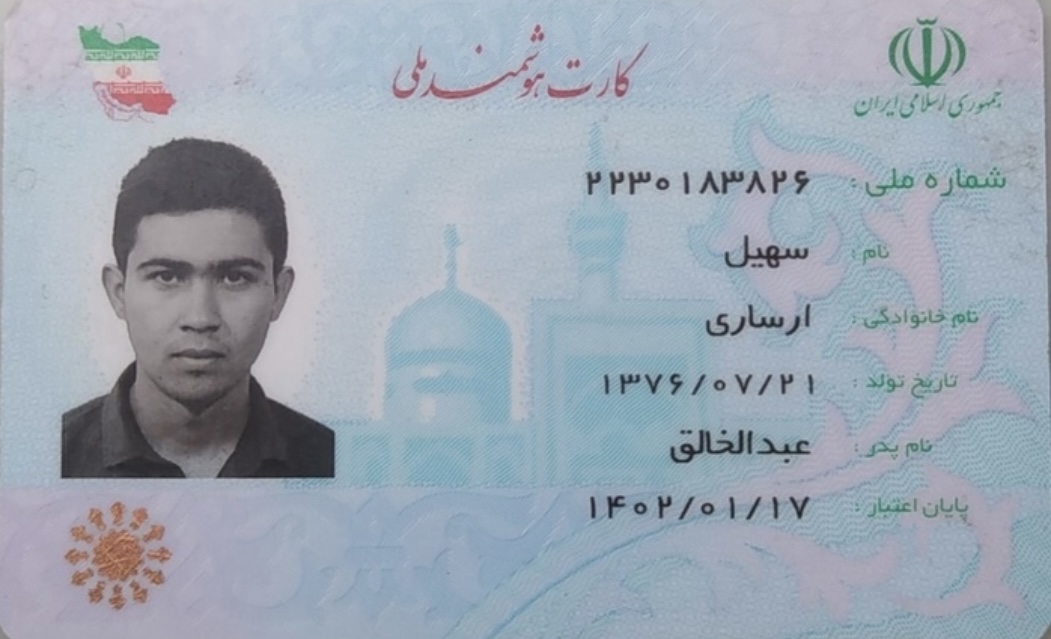 کارت هوشمند ملی
جمهوری اسلامی ایران
شماره ملی : ۲۲۳۰۱۸۳۸۲۶
نام : سهیل
نام خانوادگی : ارساری
تاریخ تولد : ۱۳۷۶/۰۷/۲۱
نام پدر : عبدالخالق
پایان اعتبار : ۱۴۰۲/۰۱/۱۷